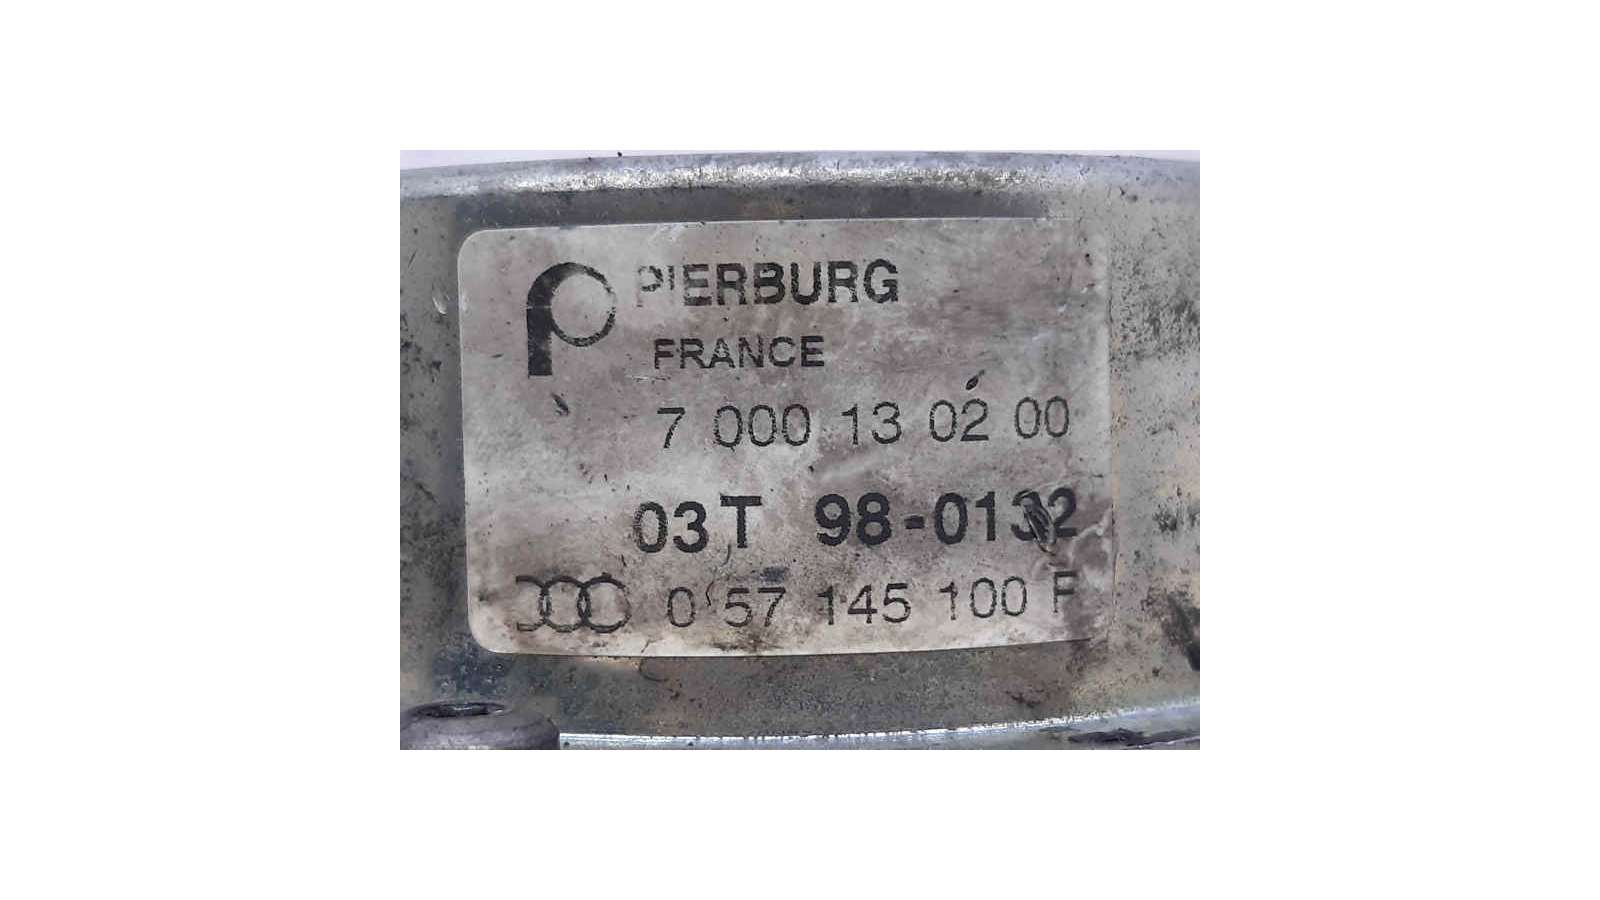 PIERBURG
FRANCE
7 000 13 02 00
03T 98-0132
057 145 100 F